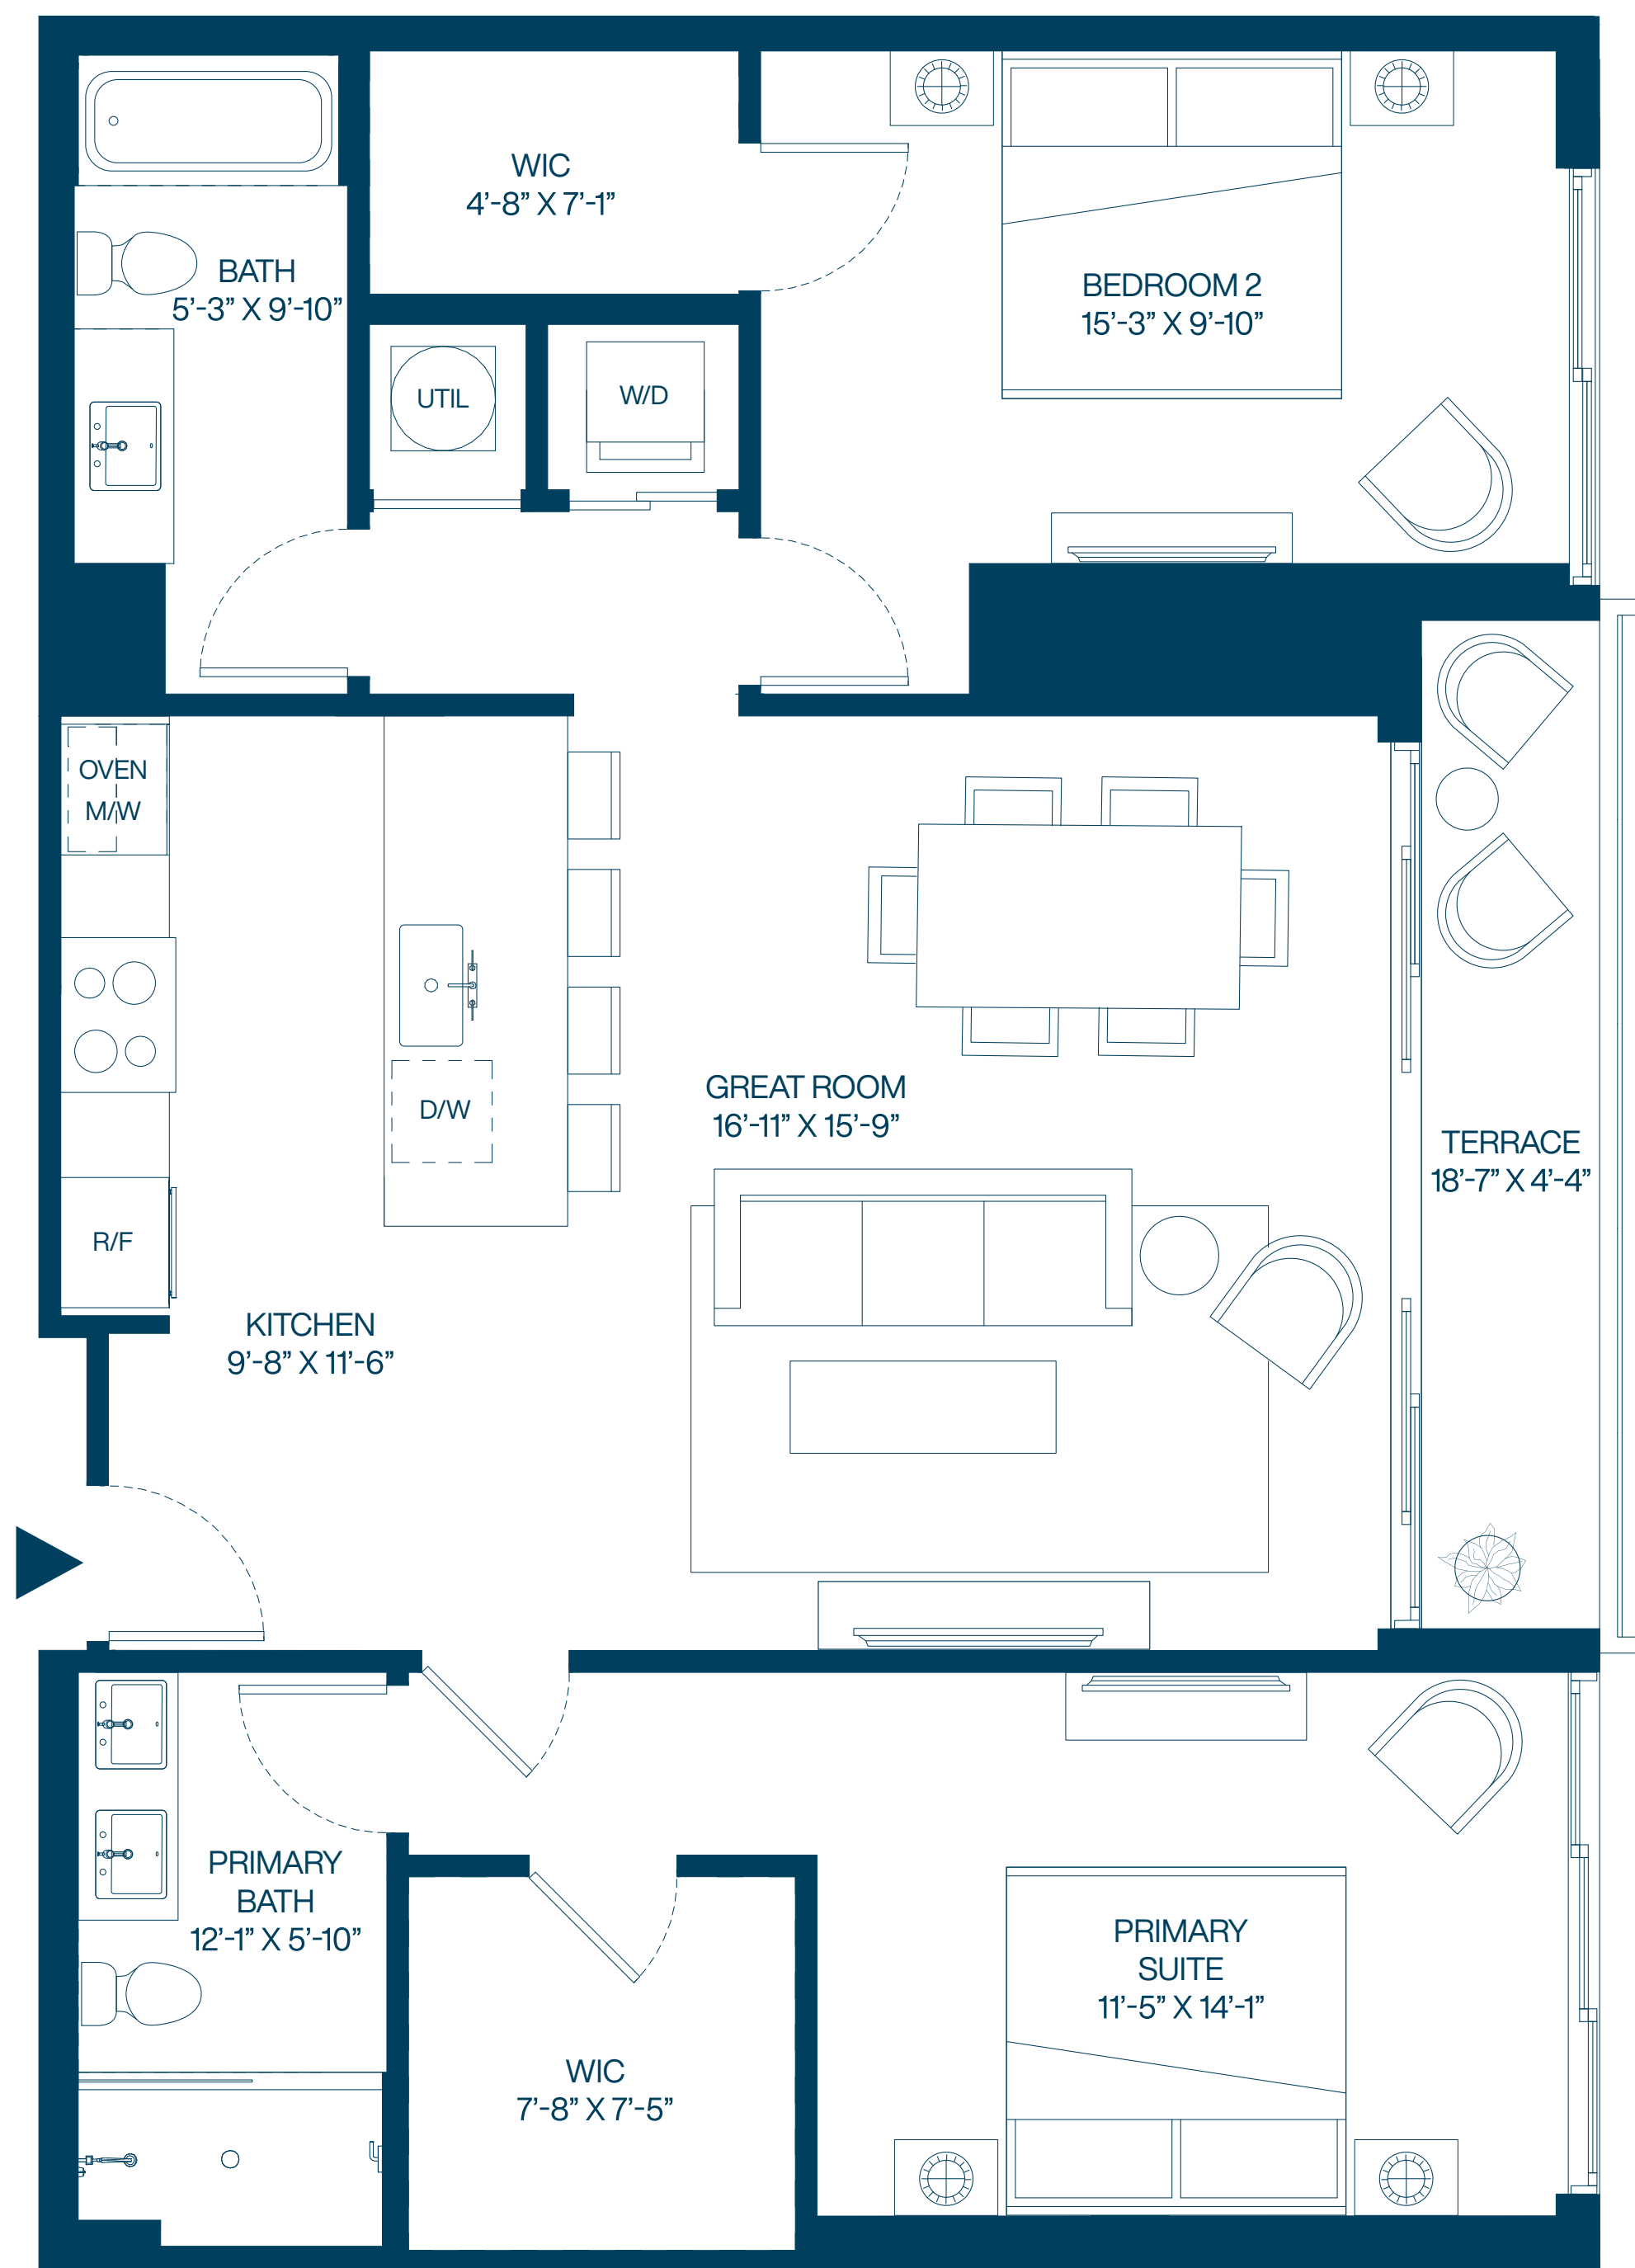 WIC
4’-8” X 7’-1”
BATH
5’-3” X 9’-10”
BEDROOM 2
15’-3” X 9’-10”
UTIL
W/D
OVEN
M/W
D/W
GREAT ROOM
16’-11” X 15’-9”
TERRACE
18’-7” X 4’-4”
R/F
KITCHEN
9’-8” X 11’-6”
PRIMARY
BATH
12’-1” X 5’-10”
PRIMARY
SUITE
11’-5” X 14’-1”
WIC
7’-8” X 7’-5”